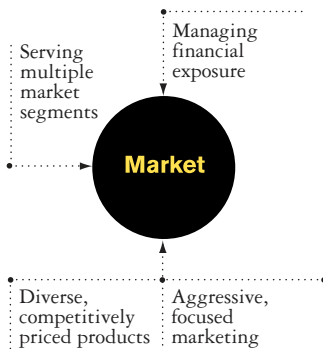 Managing
financial
exposure
Serving
multiple
market
segments
Market
Diverse,
competitively
priced products
Aggressive,
focused
marketing